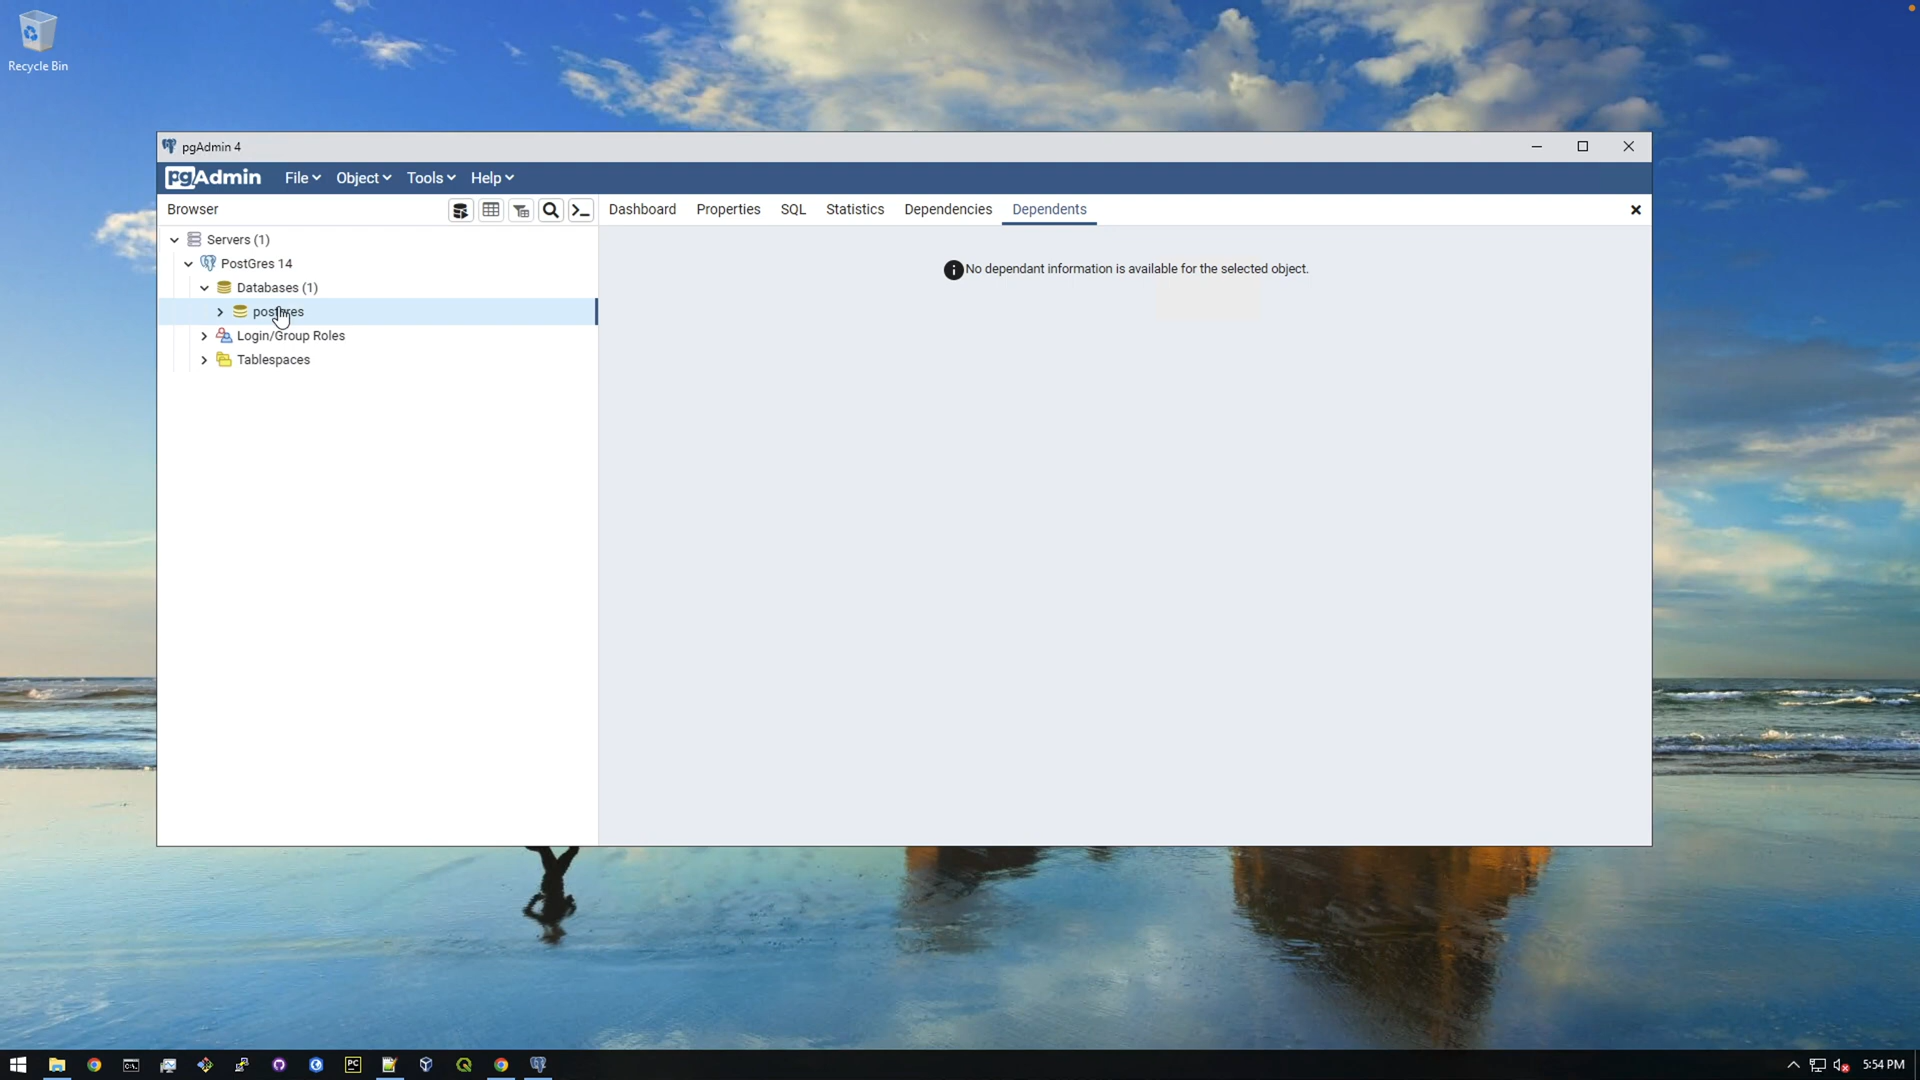 Recycle Bin
pgAdmin 4
pgAdmin File Object Tools Help
Browser Dashboard Properties SQL Statistics Dependencies Dependents
Servers (1)
No dependant information is available for the selected object.
PostGres 14
Databases (1)
postgres
Login/Group Roles
Tablespaces
PC
5:54 PM